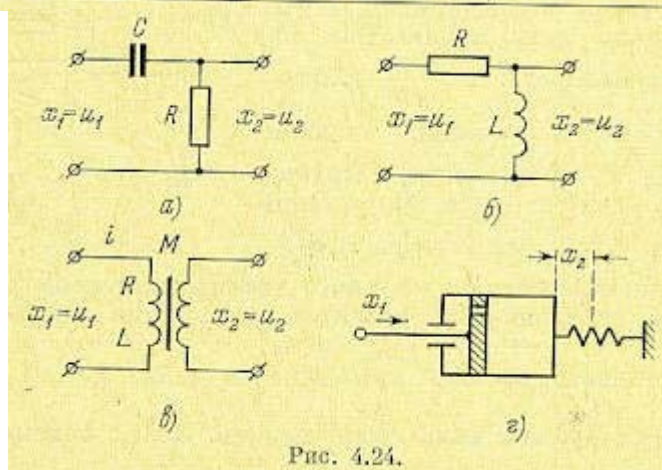 C
x₁=u₁ R x₂=u₂
а)
R
x₁=u₁ L x₂=u₂
б)
i M
R
x₁=u₁ x₂=u₂
L
в)
x₂
x₁
г)
Рис. 4.24.